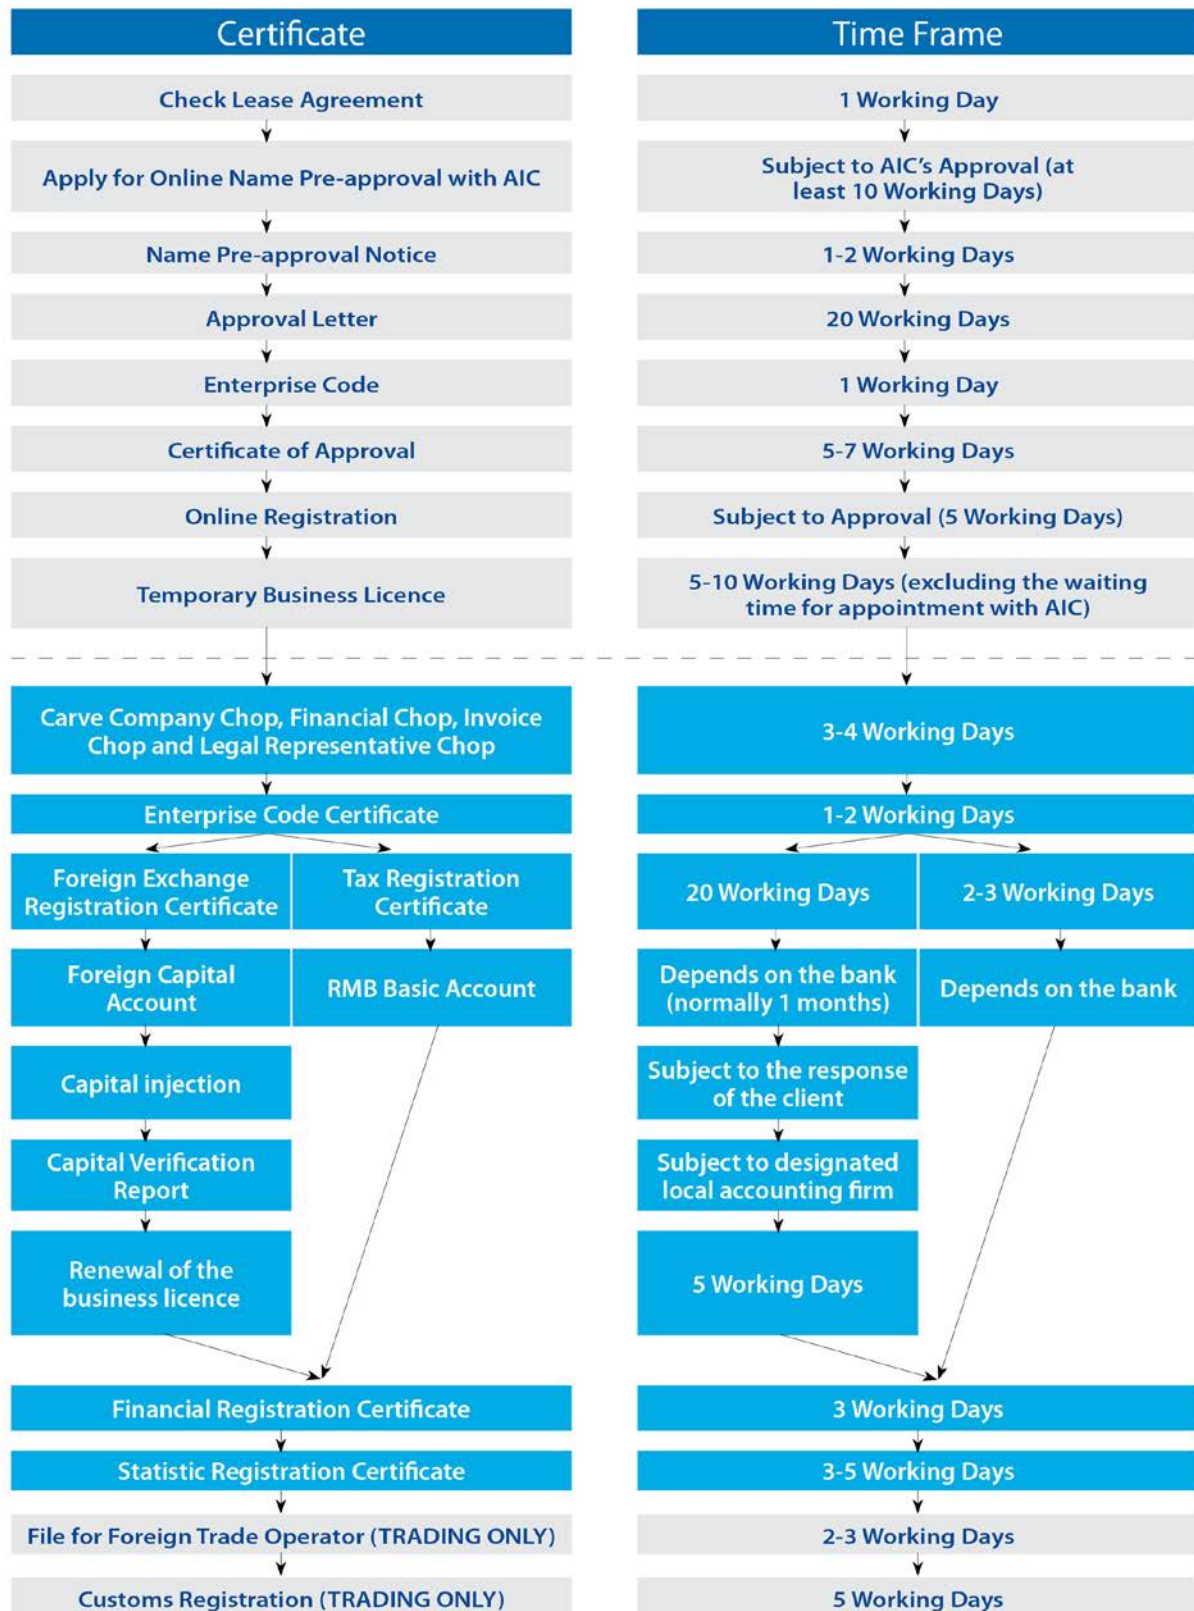 Certificate
Time Frame
Check Lease Agreement
1 Working Day
Apply for Online Name Pre-approval with AIC
Subject to AIC's Approval (at
least 10 Working Days)
Name Pre-approval Notice
1-2 Working Days
Approval Letter
20 Working Days
Enterprise Code
1 Working Day
Certificate of Approval
5-7 Working Days
Online Registration
Subject to Approval (5 Working Days)
Temporary Business Licence
5-10 Working Days (excluding the waiting
time for appointment with AIC)
Carve Company Chop, Financial Chop, Invoice
Chop and Legal Representative Chop
3-4 Working Days
Enterprise Code Certificate
1-2 Working Days
Foreign Exchange
Registration Certificate
Tax Registration
Certificate
20 Working Days
2-3 Working Days
Foreign Capital
Account
RMB Basic Account
Depends on the bank
(normally 1 months)
Depends on the bank
Capital injection
Subject to the response
of the client
Capital Verification
Report
Subject to designated
local accounting firm
Renewal of the
business licence
5 Working Days
Financial Registration Certificate
3 Working Days
Statistic Registration Certificate
3-5 Working Days
File for Foreign Trade Operator (TRADING ONLY)
2-3 Working Days
Customs Registration (TRADING ONLY)
5 Working Days